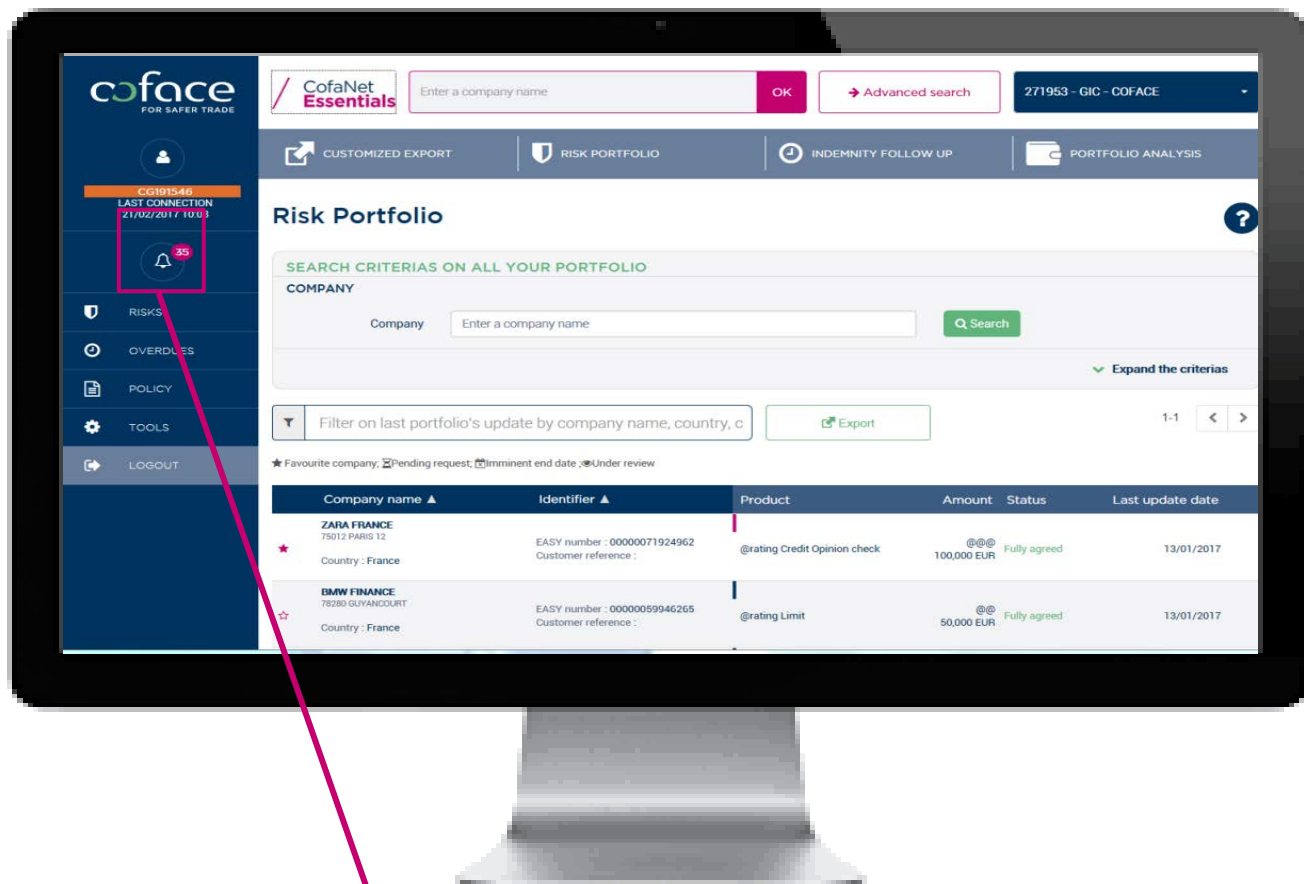 coface
FOR SAFER TRADE
CofaNet
Essentials
Enter a company name
OK
Advanced search
271953 - GIC - COFACE
CUSTOMIZED EXPORT
RISK PORTFOLIO
INDEMNITY FOLLOW UP
PORTFOLIO ANALYSIS
CG191546
LAST CONNECTION
21/02/2017 10:03
35
RISKS
OVERDUES
POLICY
TOOLS
LOGOUT
Risk Portfolio
?
SEARCH CRITERIAS ON ALL YOUR PORTFOLIO
COMPANY
Company Enter a company name Search
Expand the criterias
Filter on last portfolio's update by company name, country, c
Export
1-1 < >
Favourite company; Pending request; Imminent end date ; Under review
Company name ▲ Identifier ▲ Product Amount Status Last update date
ZARA FRANCE
75012 PARIS 12
Country : France
EASY number : 00000071924962
Customer reference :
@rating Credit Opinion check
@@@
100,000 EUR
Fully agreed
13/01/2017
BMW FINANCE
78280 GUYANCOURT
Country : France
EASY number : 00000059946265
Customer reference :
@rating Limit
@@
50,000 EUR
Fully agreed
13/01/2017